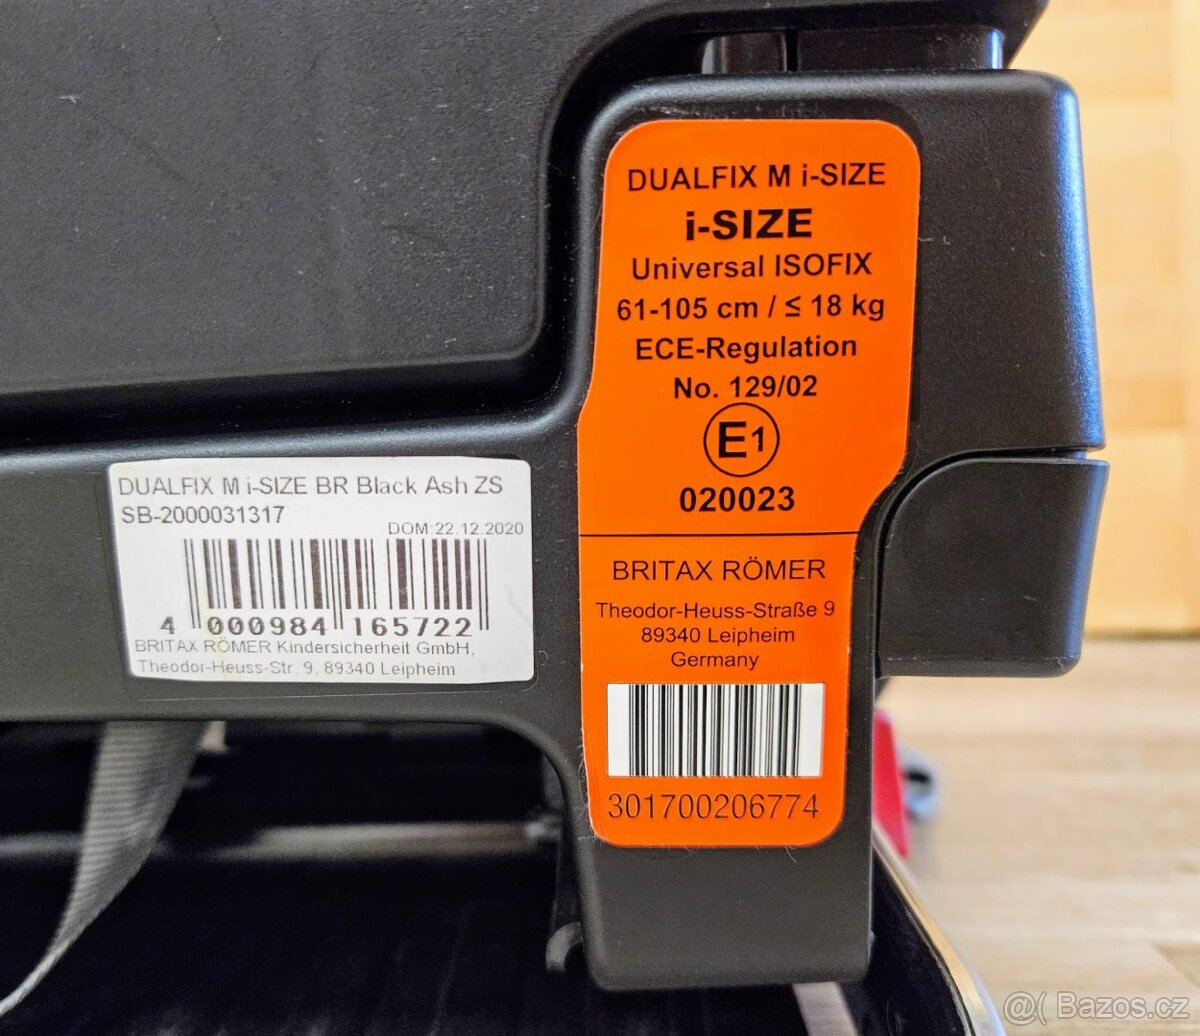 DUALFIX M i-SIZE
i-SIZE
Universal ISOFIX
61-105 cm / ≤ 18 kg
ECE-Regulation
No. 129/02
E1
020023
BRITAX RÖMER
Theodor-Heuss-Straße 9
89340 Leipheim
Germany
301700206774
DUALFIX M i-SIZE BR Black Ash ZS
SB-2000031317
DOM:22.12.2020
4 000984 165722
BRITAX RÖMER Kindersicherheit GmbH,
Theodor-Heuss-Str. 9, 89340 Leipheim
@( Bazos.cz